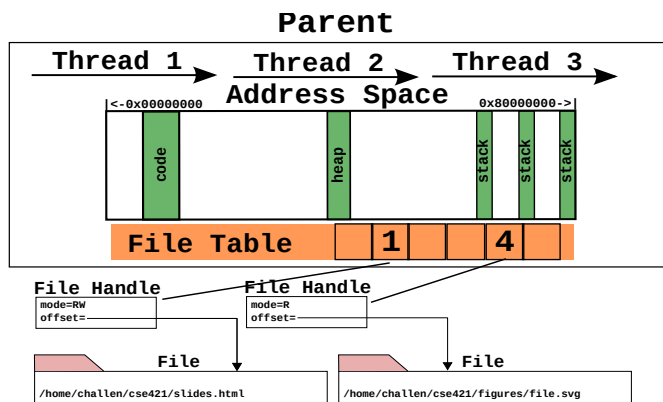 Parent
Thread 1 Thread 2 Thread 3
Address Space
<-0x00000000 0x80000000->
code heap stack stack stack
File Table 1 4
File Handle File Handle
mode=RW mode=R
offset= offset=
File File
/home/challen/cse421/slides.html /home/challen/cse421/figures/file.svg